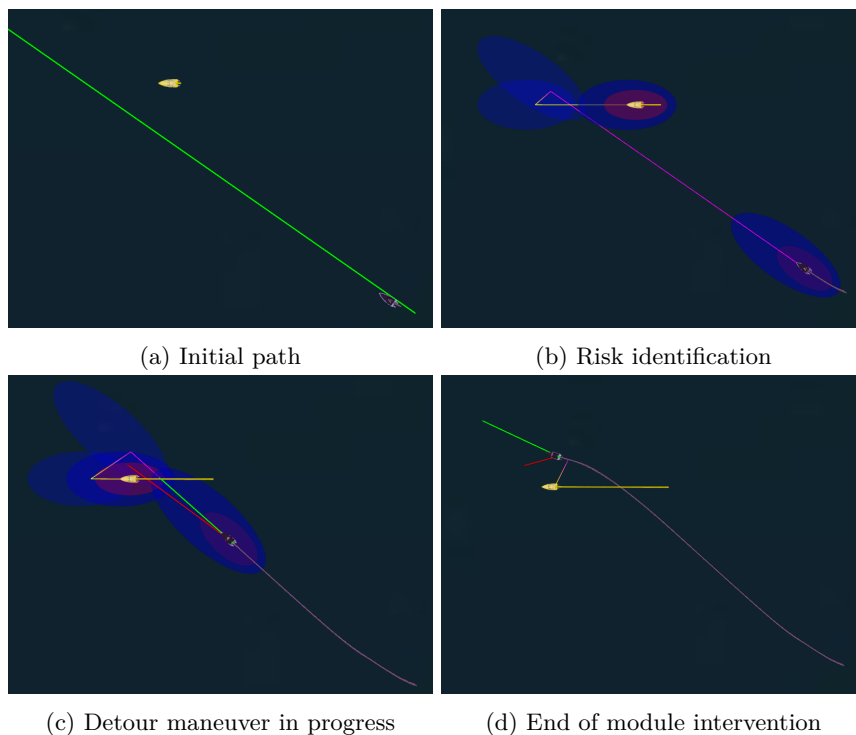 (a) Initial path
(b) Risk identification
(c) Detour maneuver in progress
(d) End of module intervention